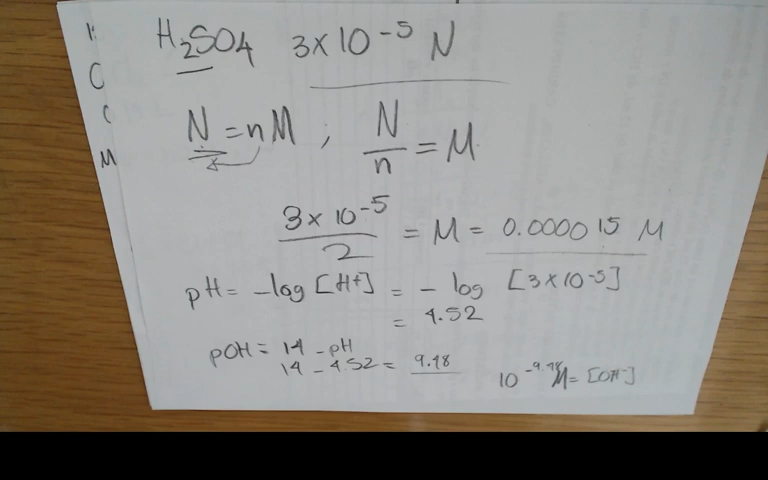 H2SO4 3x10-5 N
N = nM ; N/n = M
3x10-5/2 = M = 0.000015 M
pH = -log [H+] = - log [3x10-5]
= 4.52
pOH = 14 - pH
14 - 4.52 = 9.48 10-9.48 M = [OH-]